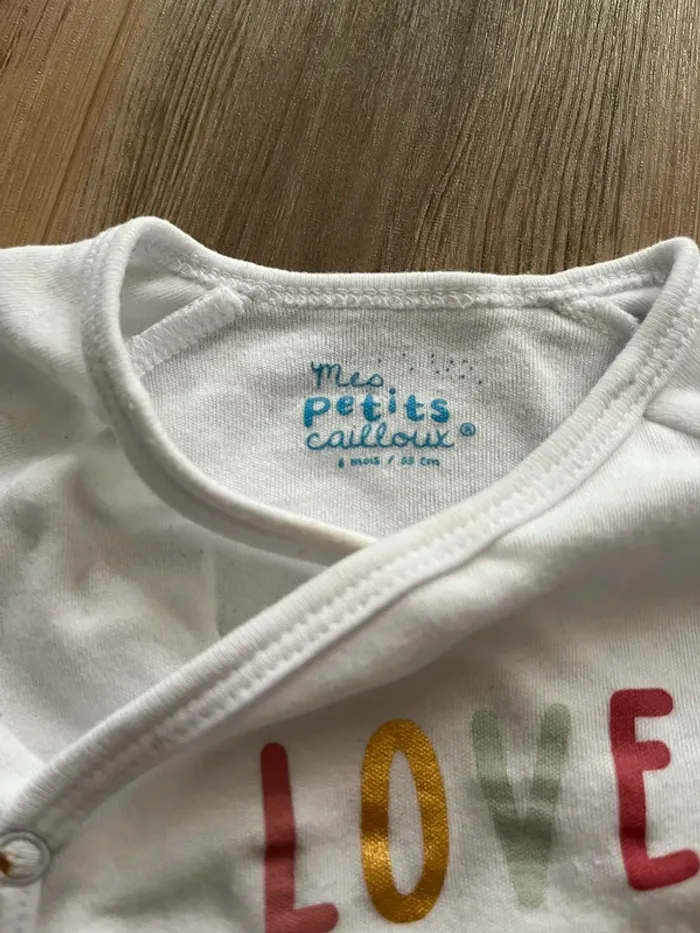 Mes
petits
cailloux®
6 mois / 68 cm
LOVE